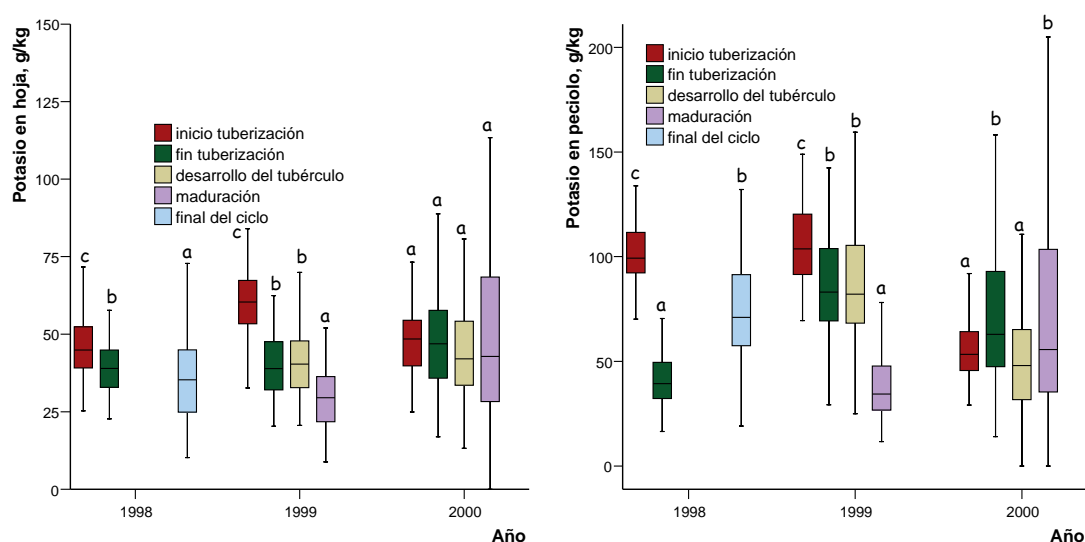 Potasio en hoja, g/kg
150
125
100
75
50
25
0
inicio tuberización
fin tuberización
desarrollo del tubérculo
maduración
final del ciclo
c
b
a
c
b
b
a
a
a
a
a
1998
1999
2000
Año
Potasio en peciolo, g/kg
200
150
100
50
0
inicio tuberización
fin tuberización
desarrollo del tubérculo
maduración
final del ciclo
c
a
b
c
b
b
a
a
b
a
b
1998
1999
2000
Año